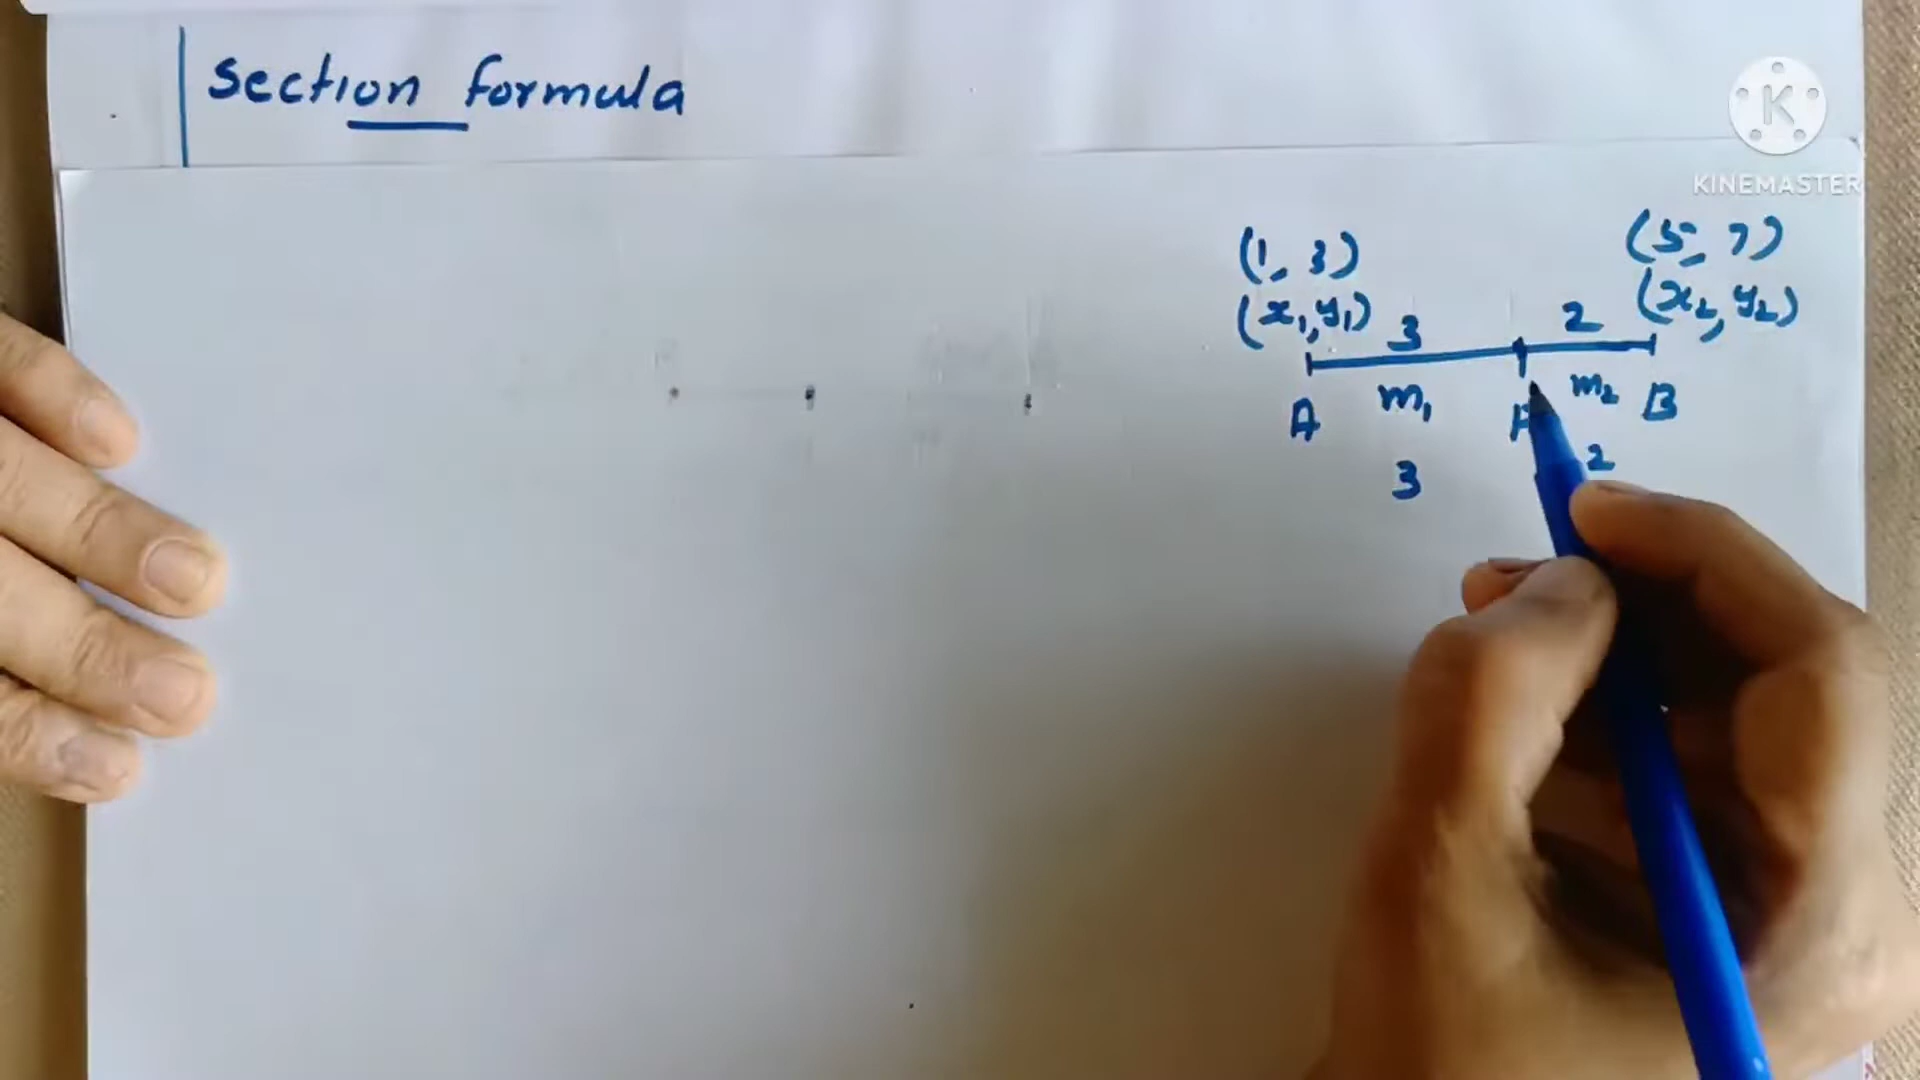 Section formula
K
KINEMASTER
(1, 3) (5, 7)
(x₁, y₁) 3 2 (x₂, y₂)
A m₁ P m₂ B
3 2